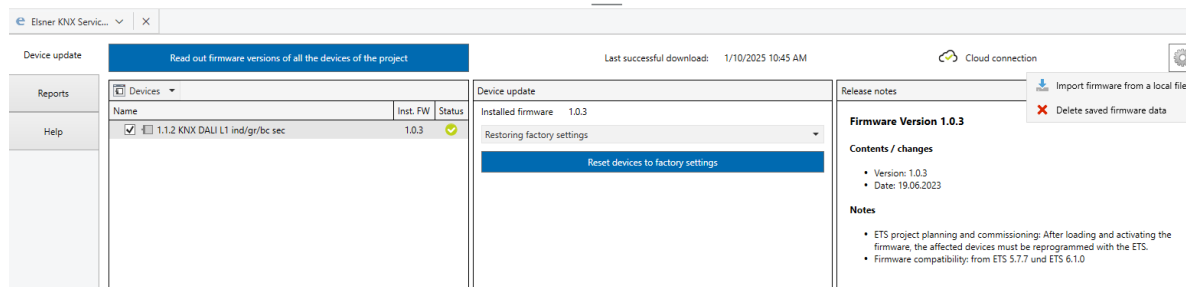 Elsner KNX Servic...
Device update
Read out firmware versions of all the devices of the project
Last successful download: 1/10/2025 10:45 AM
Cloud connection
Reports
Help
Devices
Name Inst. FW Status
1.1.2 KNX DALI L1 ind/gr/bc sec 1.0.3
Device update
Installed firmware 1.0.3
Restoring factory settings
Reset devices to factory settings
Release notes
Import firmware from a local file
Delete saved firmware data
Firmware Version 1.0.3
Contents / changes
• Version: 1.0.3
• Date: 19.06.2023
Notes
• ETS project planning and commissioning: After loading and activating the
firmware, the affected devices must be reprogrammed with the ETS.
• Firmware compatibility: from ETS 5.7.7 und ETS 6.1.0